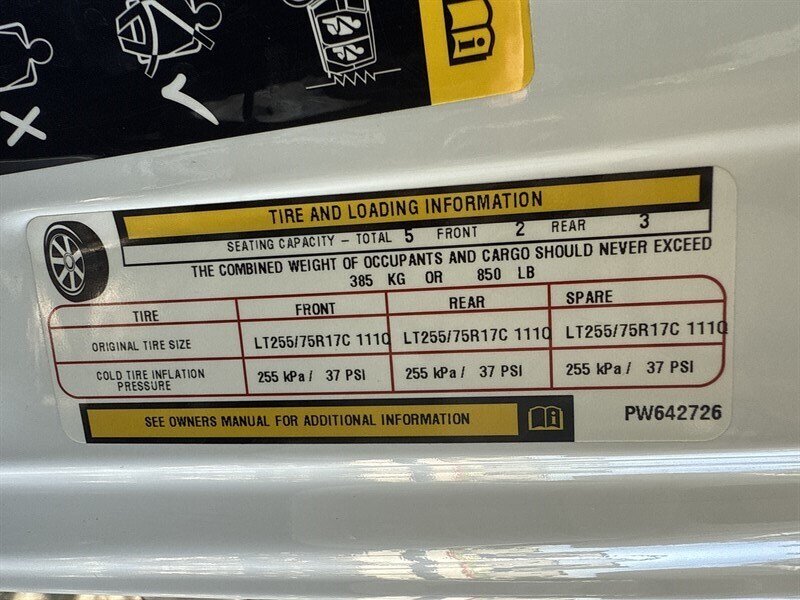 TIRE AND LOADING INFORMATION
SEATING CAPACITY – TOTAL 5 FRONT 2 REAR 3
THE COMBINED WEIGHT OF OCCUPANTS AND CARGO SHOULD NEVER EXCEED
385 KG OR 850 LB
TIRE FRONT REAR SPARE
ORIGINAL TIRE SIZE LT255/75R17C 111Q LT255/75R17C 111Q LT255/75R17C 111Q
COLD TIRE INFLATION PRESSURE 255 kPa / 37 PSI 255 kPa / 37 PSI 255 kPa / 37 PSI
SEE OWNERS MANUAL FOR ADDITIONAL INFORMATION PW642726